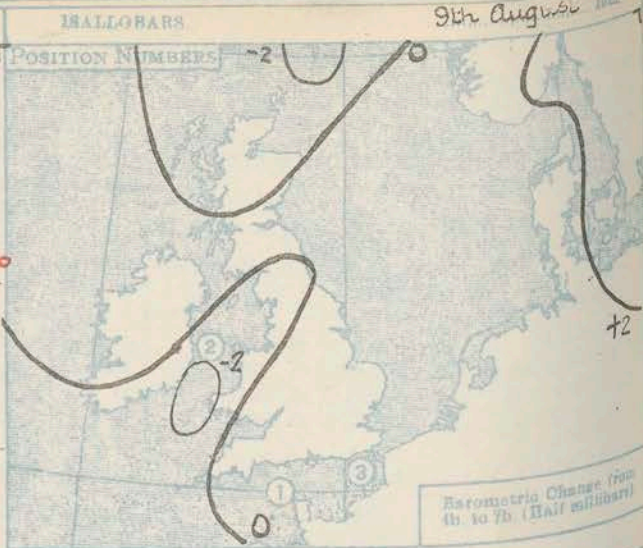 ISALLOBARS
9th August
POSITION NUMBERS
-2
0
+2
2
-2
3
1
0
Barometric Change from
1h. to 7h. (Half millibars)